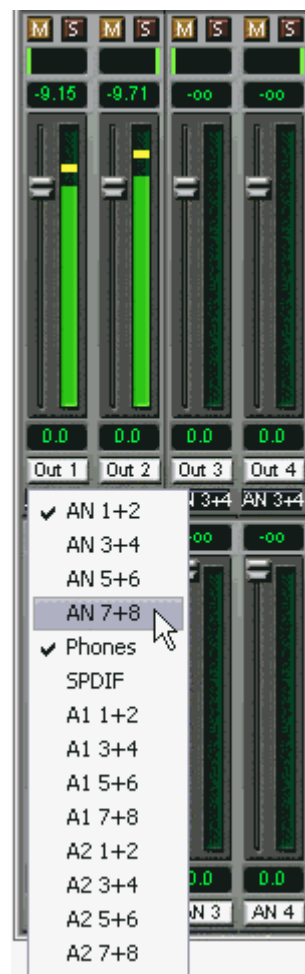 M S M S M S M S
-9.15 -9.71 -oo -oo
0.0 0.0 0.0 0.0
Out 1 Out 2 Out 3 Out 4
3+4 AN 3+4
✔ AN 1+2
-oo -oo
AN 3+4
AN 5+6
AN 7+8
✔ Phones
SPDIF
A1 1+2
A1 3+4
A1 5+6
A1 7+8
A2 1+2
A2 3+4
0.0 0.0
A2 5+6
AN 3 AN 4
A2 7+8